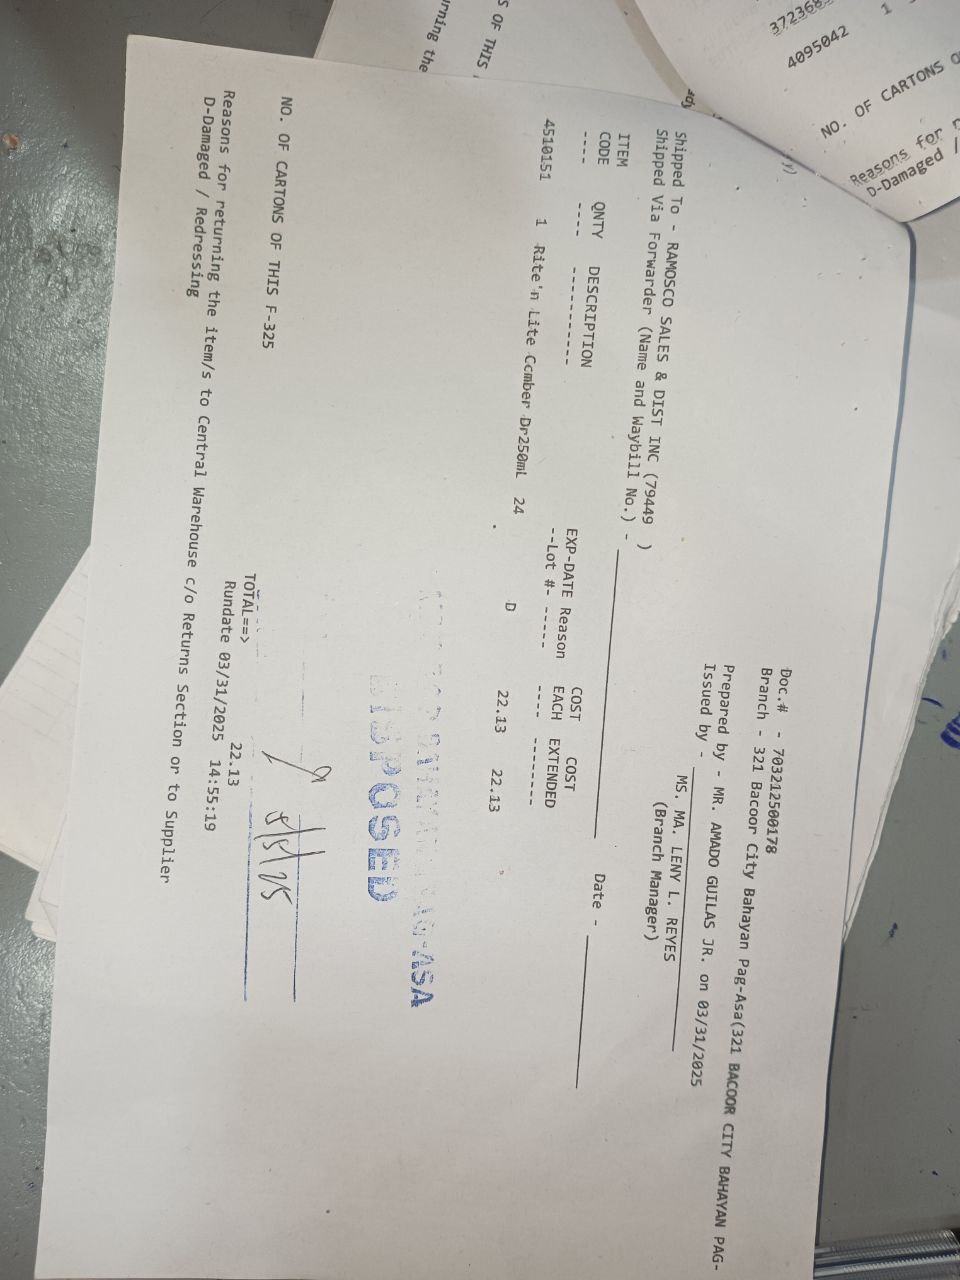 Doc.# - 703212500178
Branch - 321 Bacoor City Bahayan Pag-Asa(321 BACOOR CITY BAHAYAN PAG-
Prepared by - MR. AMADO GUILAS JR. on 03/31/2025
Issued by -
MS. MA. LENY L. REYES
(Branch Manager)
Shipped To - RAMOSCO SALES & DIST INC (79449 )
Shipped Via Forwarder (Name and Waybill No.) - Date -
ITEM EXP-DATE Reason COST COST
CODE QNTY DESCRIPTION --Lot #- ------ EACH EXTENDED
---- ---- ----------- ---- --------
4510151 1 Rite'n Lite Ccmber Dr250mL 24 D 22.13 22.13
PAG-ASA
DISPOSED
5/5/25
NO. OF CARTONS OF THIS F-325
TOTAL==> 22.13
Rundate 03/31/2025 14:55:19
Reasons for returning the item/s to Central Warehouse c/o Returns Section or to Supplier
D-Damaged / Redressing
4095042 1
NO. OF CARTONS
Reasons for
D-Damaged /
S OF THIS
rning the